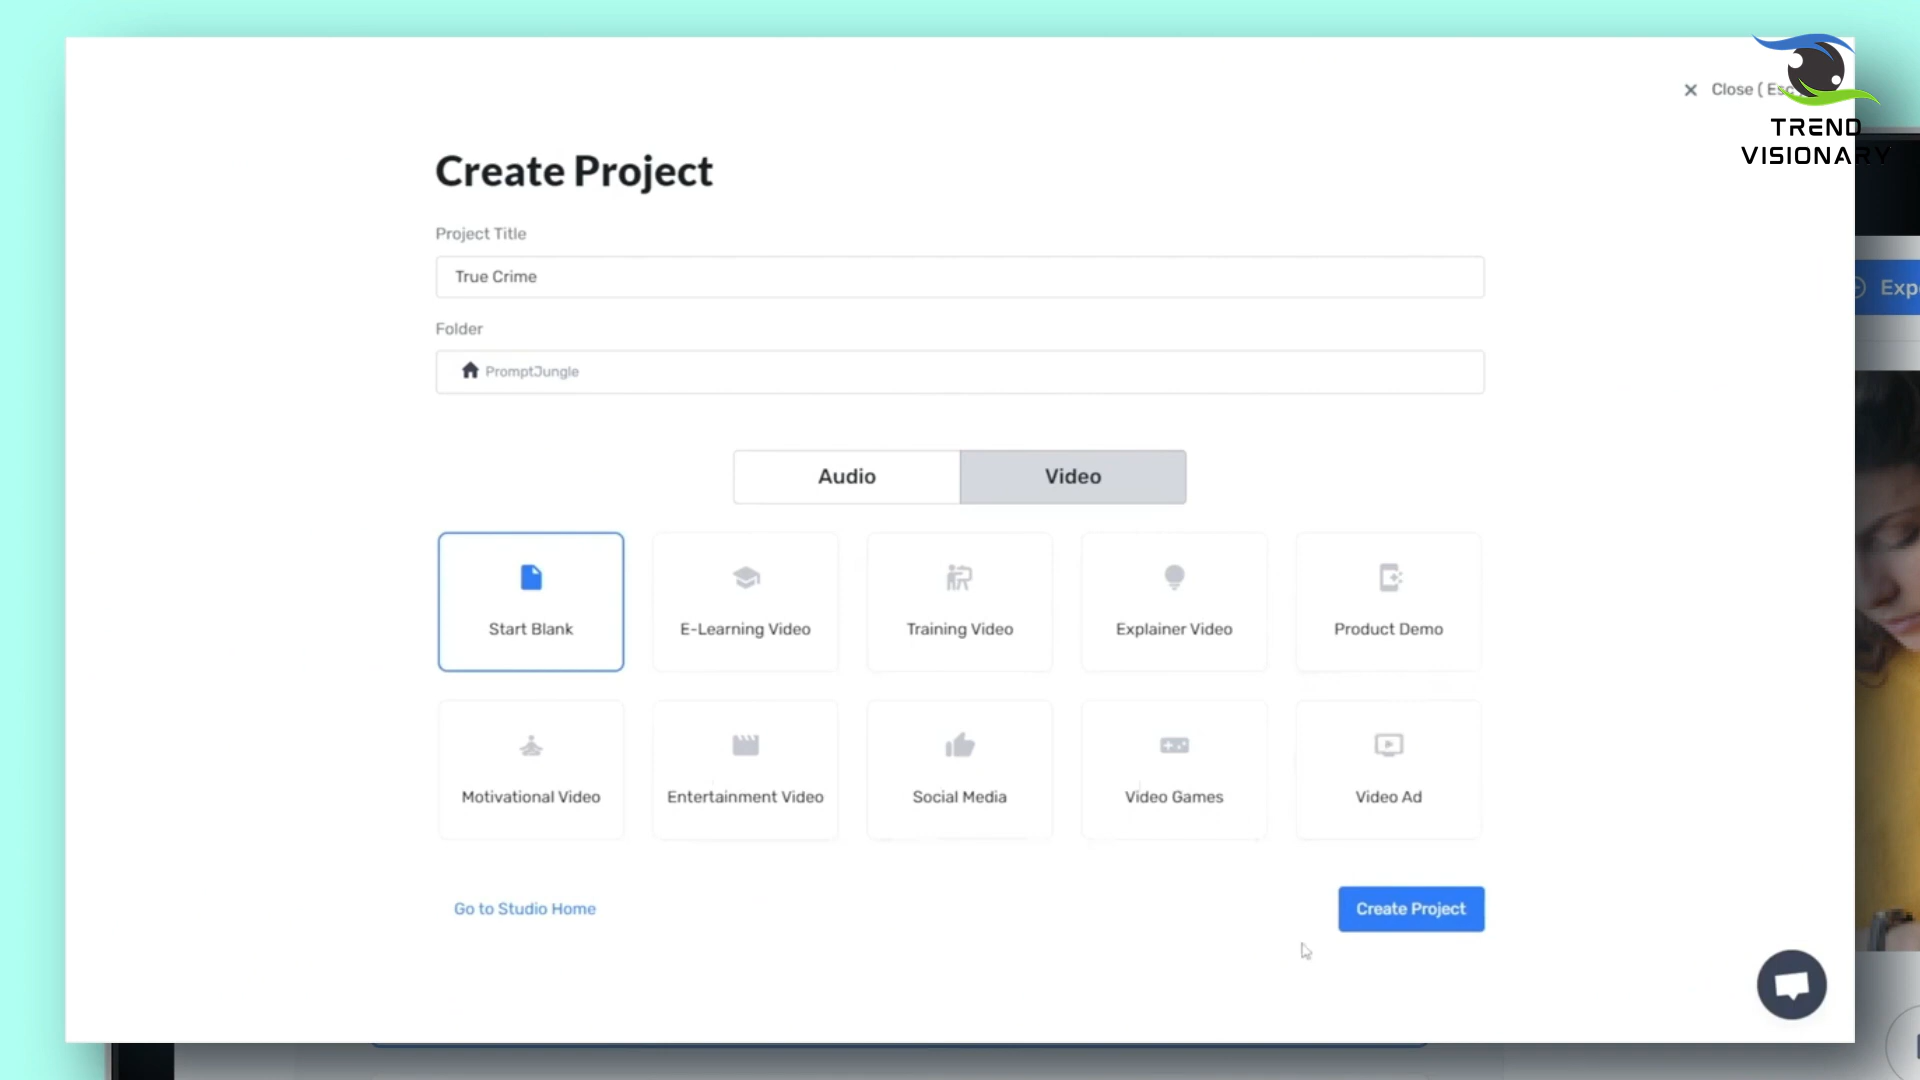 Close ( Esc
TREND
VISIONARY
Create Project
Project Title
True Crime
Folder
PromptJungle
Audio
Video
Start Blank
E-Learning Video
Training Video
Explainer Video
Product Demo
Motivational Video
Entertainment Video
Social Media
Video Games
Video Ad
Go to Studio Home
Create Project